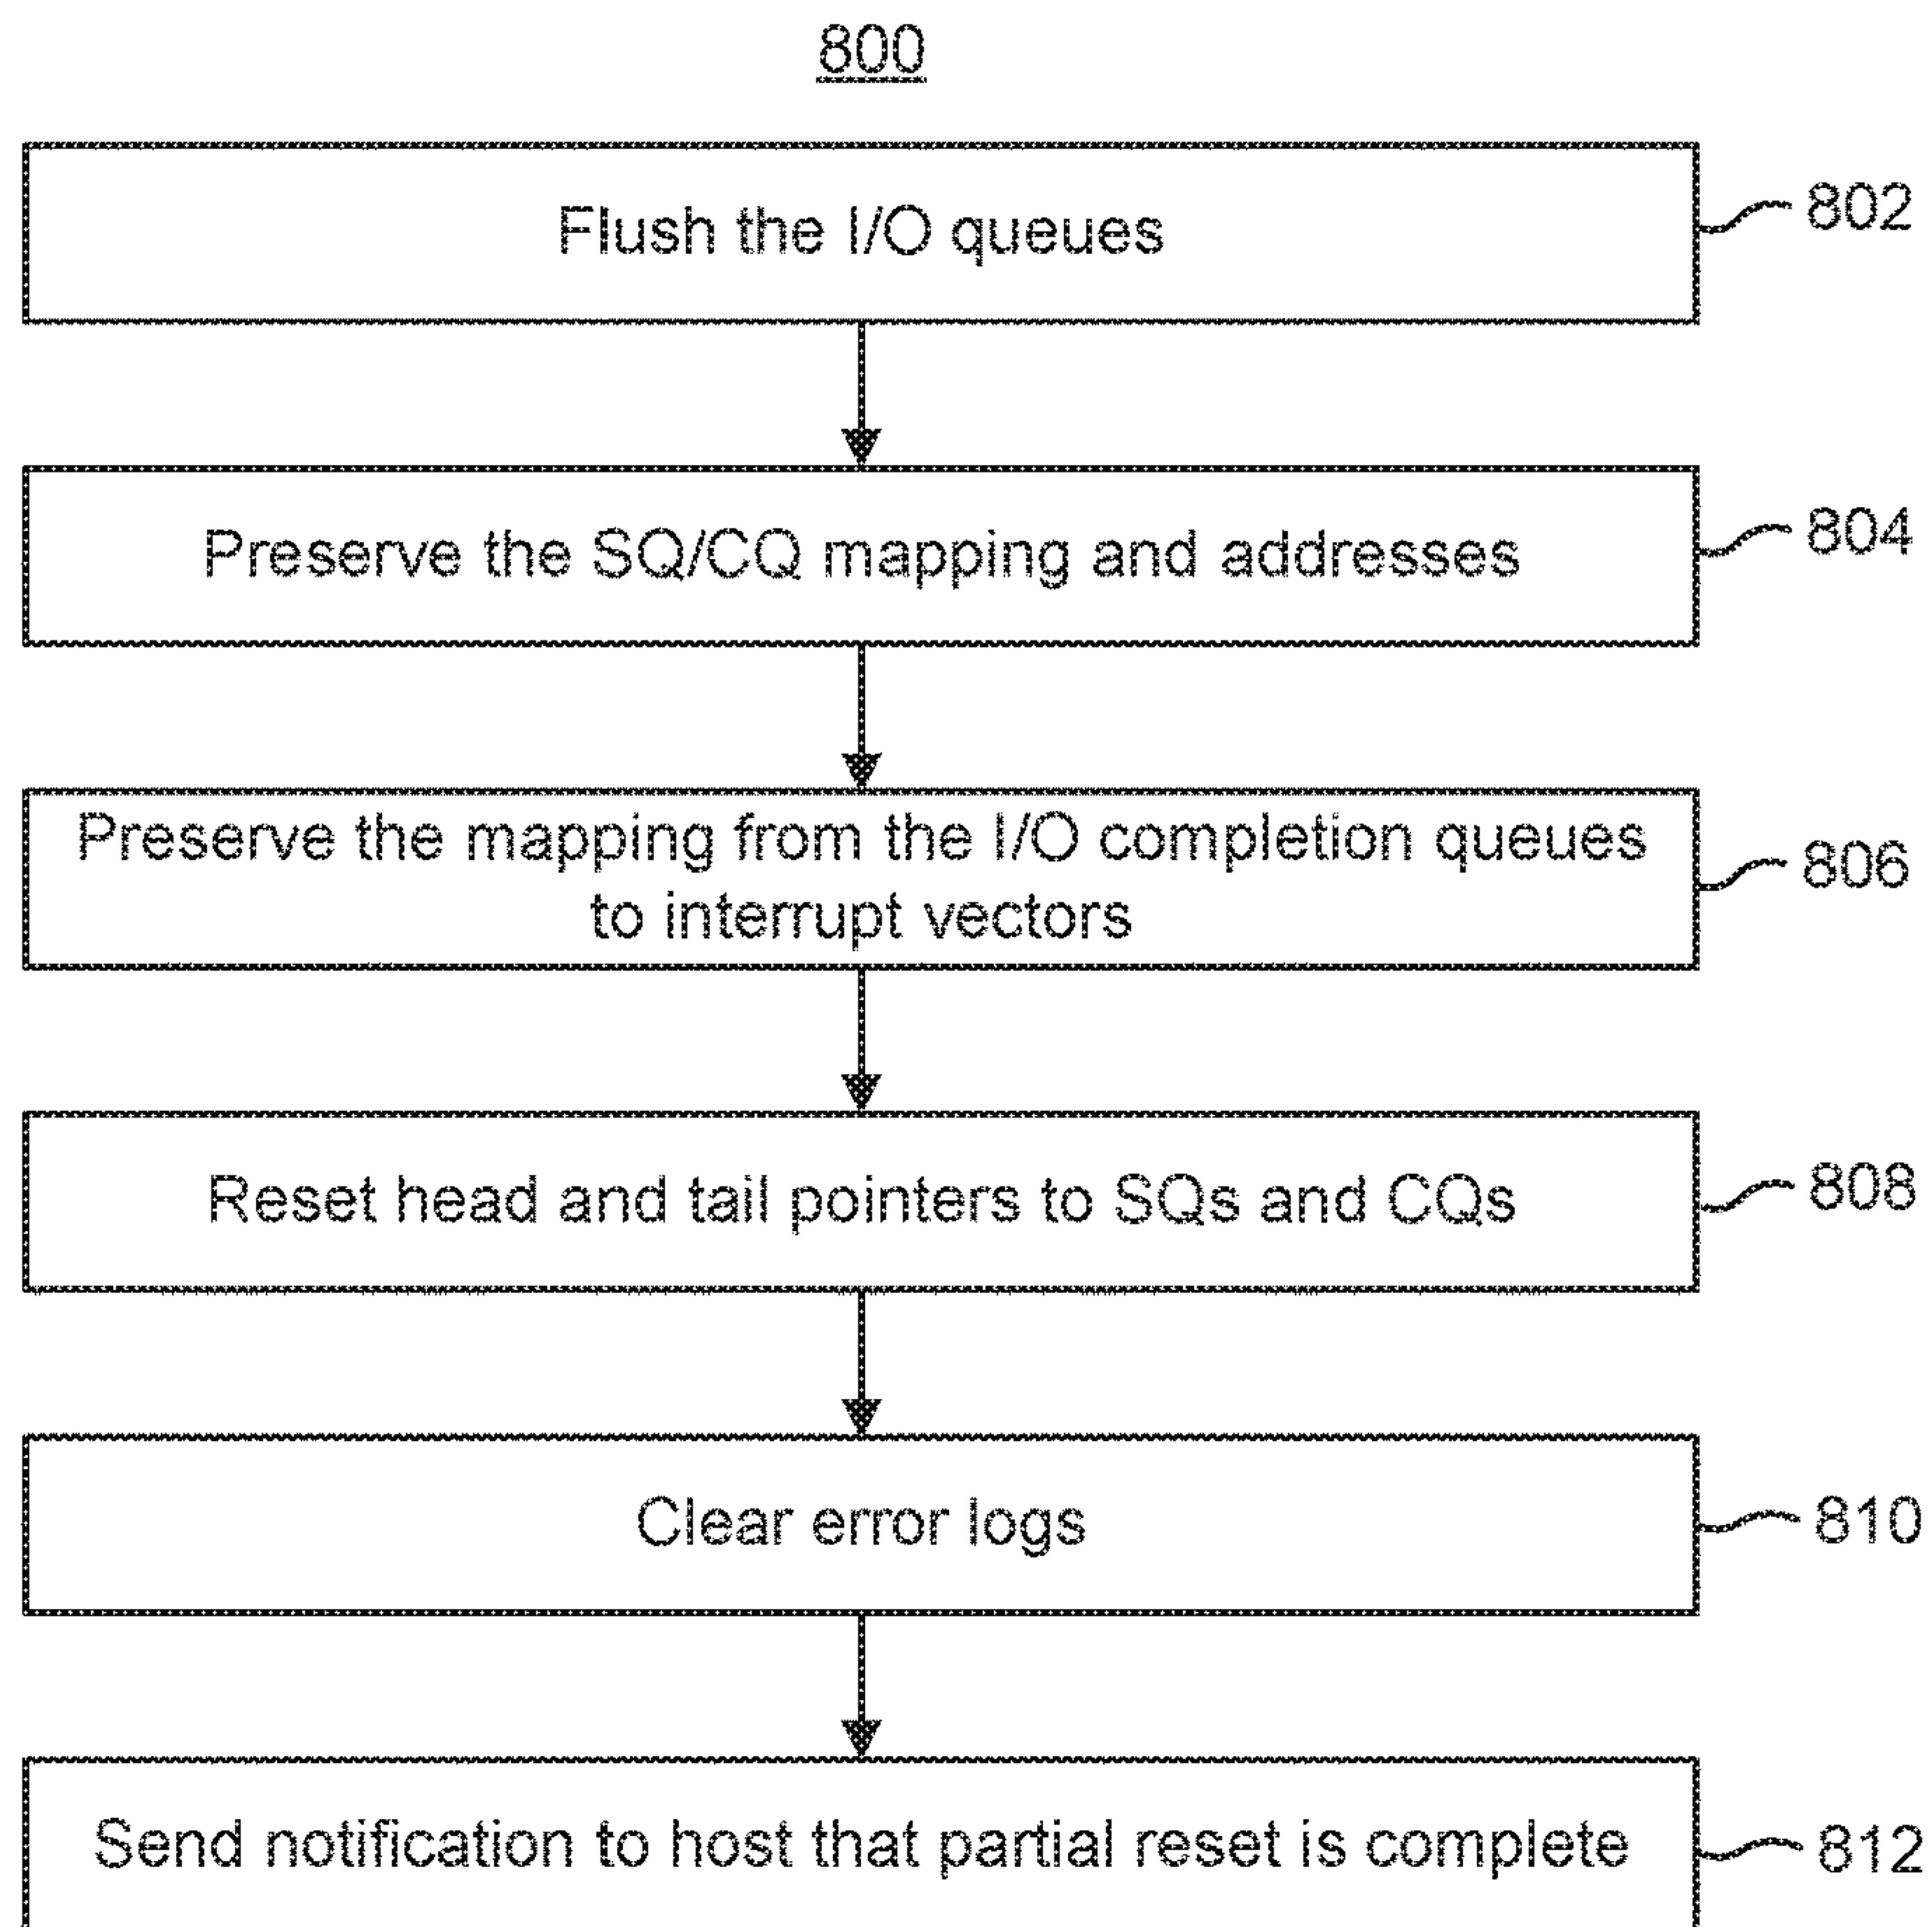 800
Flush the I/O queues
802
Preserve the SQ/CQ mapping and addresses
804
Preserve the mapping from the I/O completion queues
to interrupt vectors
806
Reset head and tail pointers to SQs and CQs
808
Clear error logs
810
Send notification to host that partial reset is complete
812